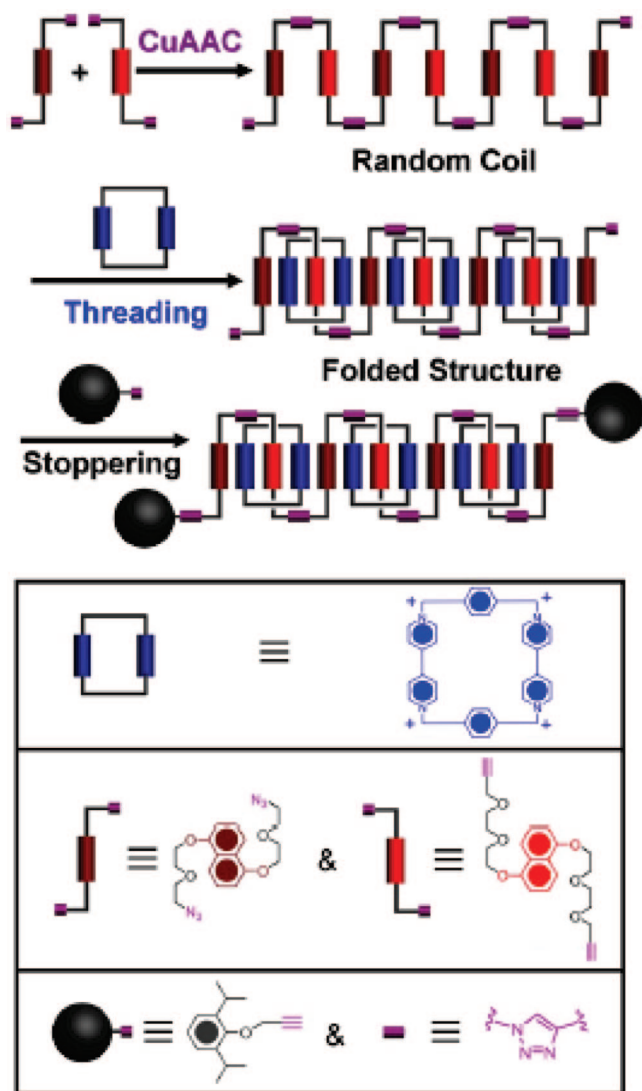 +
CuAAC
Random Coil
Threading
Folded Structure
Stoppering
≡
+ +
N N
N N
+ +
≡
N₃
O
O
O
O
N₃
&
≡
O
O
O
O
O
O
≡
O
&
≡
N
N=N